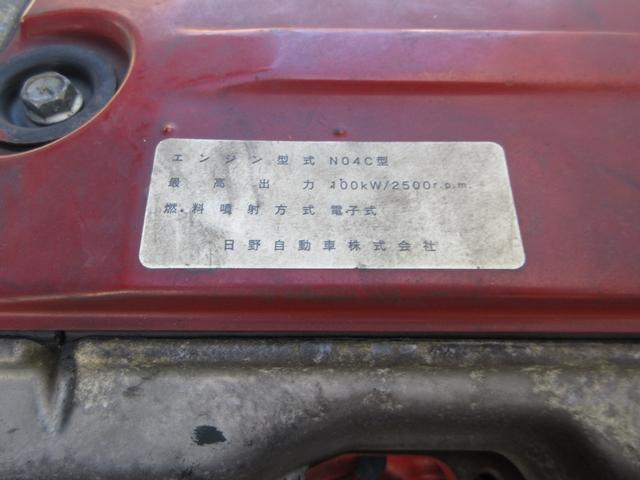 エンジン型式 N04C型
最高出力 100kW/2500r.p.m
燃料噴射方式 電子式
日野自動車株式会社